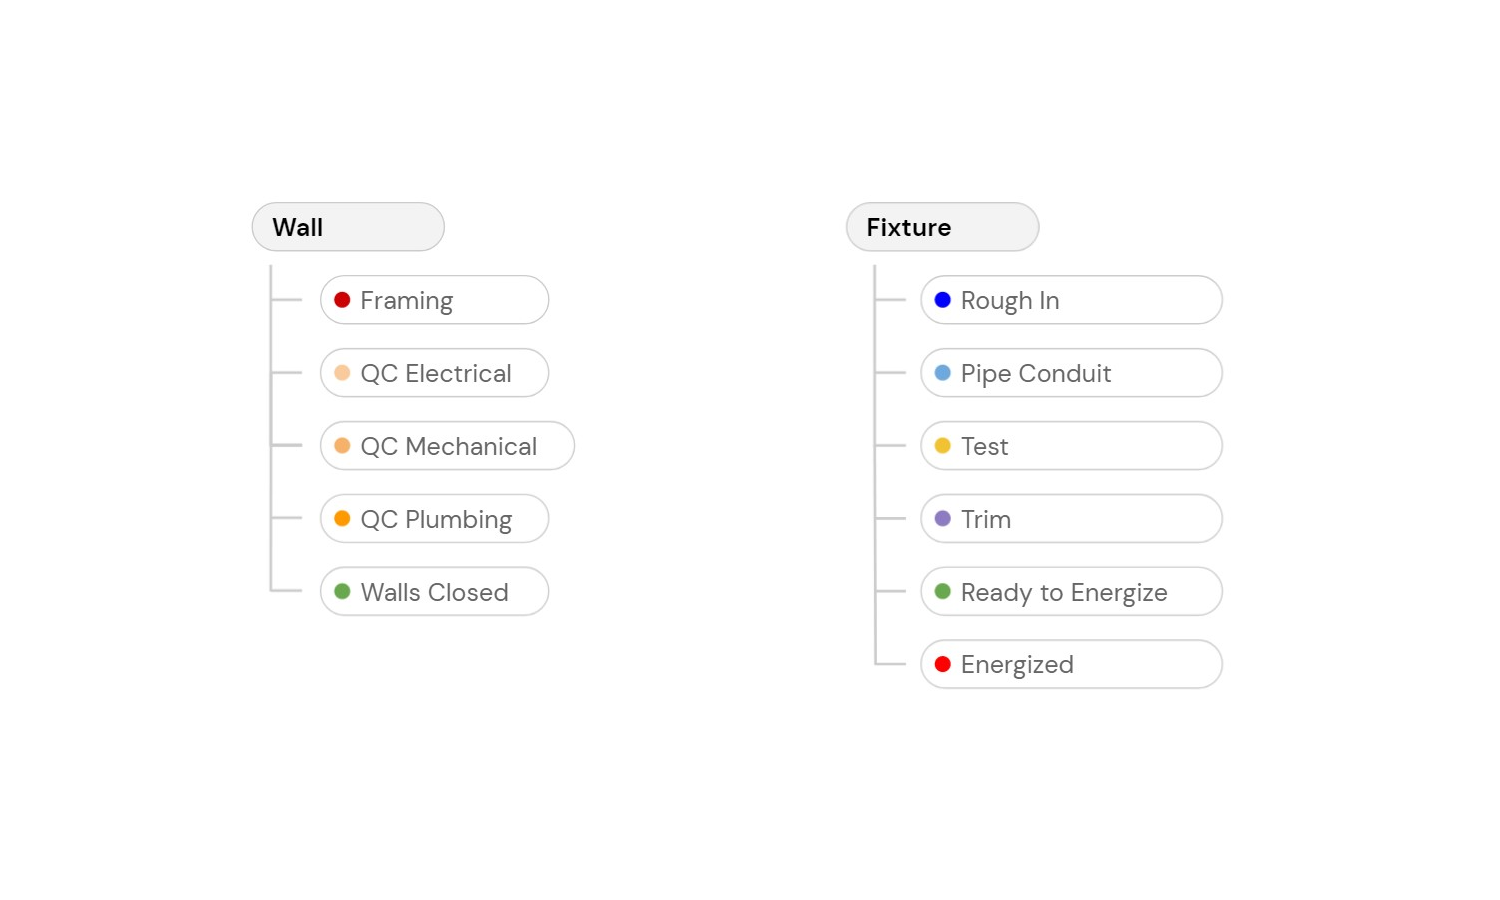 Wall
Framing
QC Electrical
QC Mechanical
QC Plumbing
Walls Closed
Fixture
Rough In
Pipe Conduit
Test
Trim
Ready to Energize
Energized